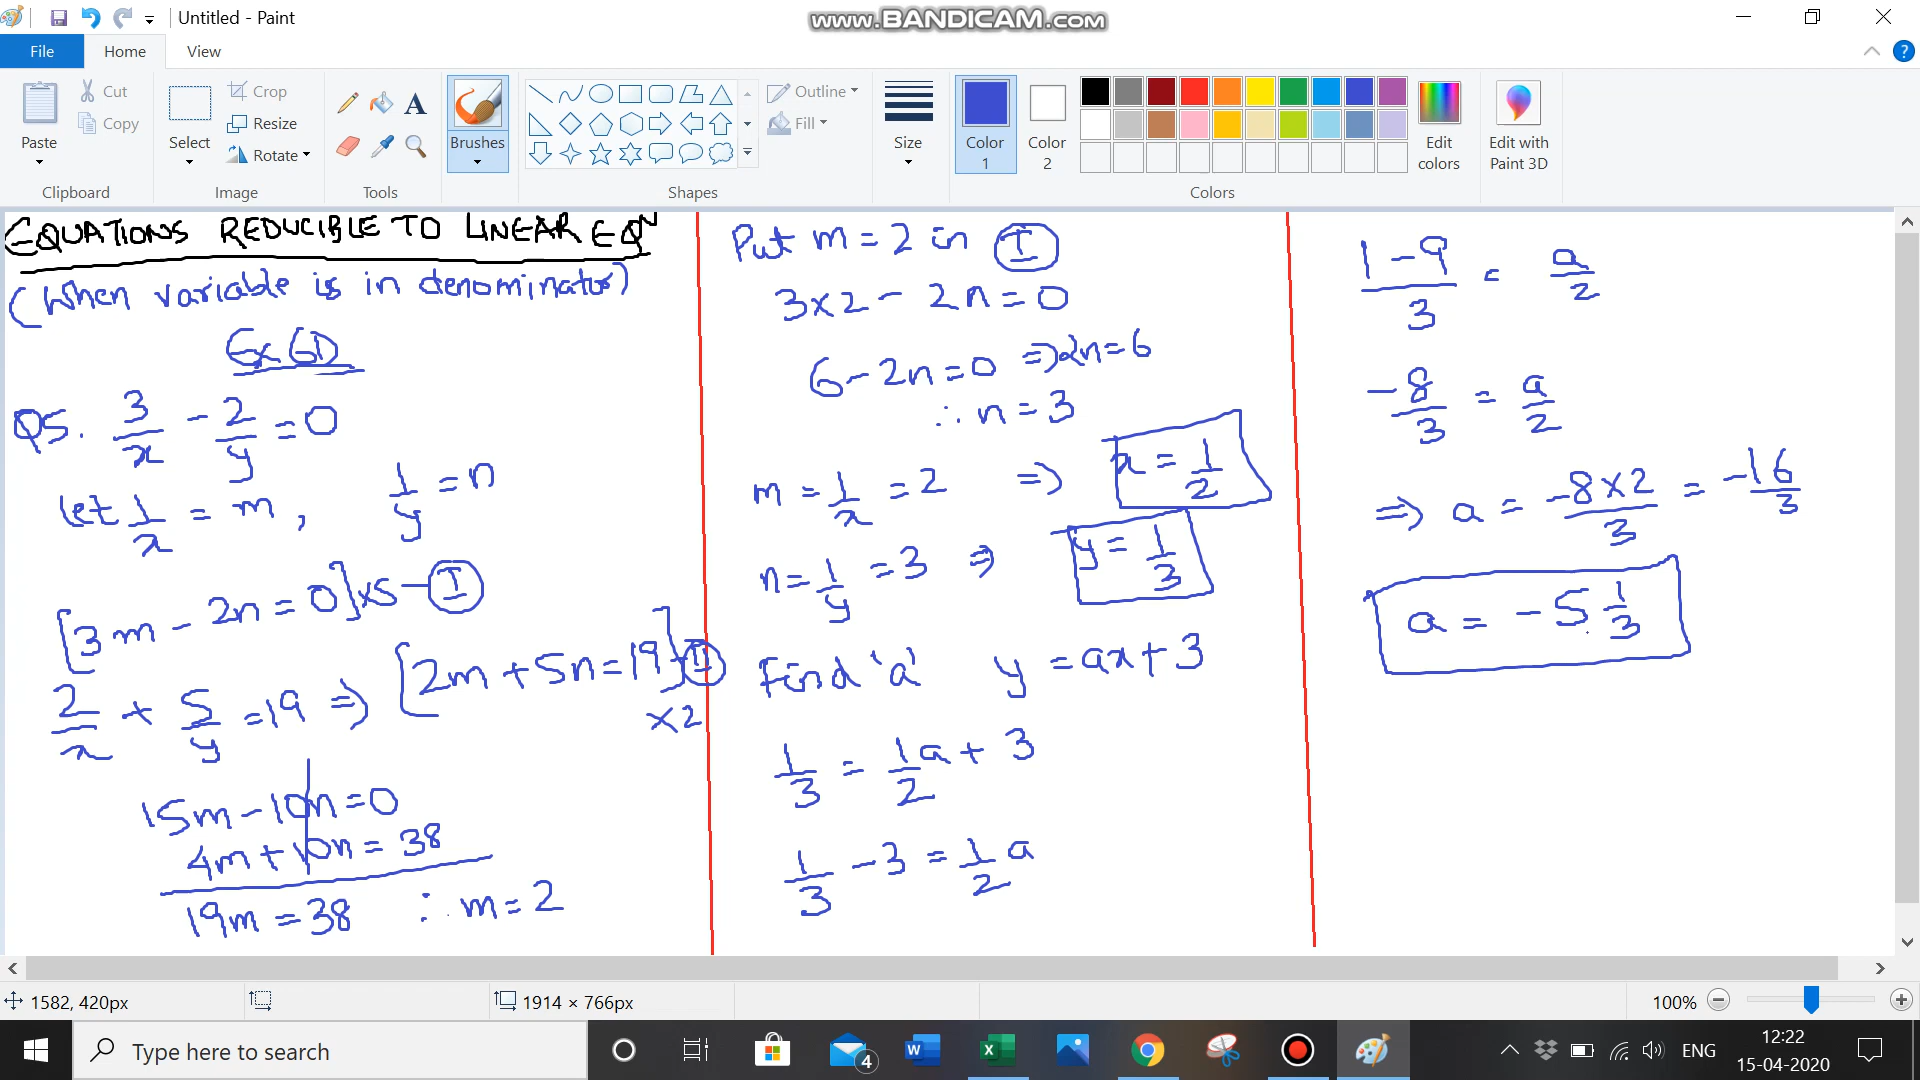 Untitled - Paint
www.BANDICAM.com
File Home View
Paste Cut Copy Clipboard
Select Crop Resize Rotate Image
A Tools
Brushes
Shapes Outline Fill
Size
Color 1 Color 2 Edit colors Colors
Edit with Paint 3D
EQUATIONS REDUCIBLE TO LINEAR EQN
(When variable is in denominator)
Ex 6D
Q5. 3/x - 2/y = 0
let 1/x = m, 1/y = n
[3m - 2n = 0] x5 - I
2/x + 5/y = 19 => [2m + 5n = 19] - II
x2
15m - 10n = 0
4m + 10n = 38
19m = 38 ∴ m = 2
Put m = 2 in I
3x2 - 2n = 0
6 - 2n = 0 => 2n = 6
∴ n = 3
m = 1/x = 2 => x = 1/2
n = 1/y = 3 => y = 1/3
Find 'a' y = ax + 3
1/3 = 1/2 a + 3
1/3 - 3 = 1/2 a
1-9/3 = a/2
-8/3 = a/2
=> a = -8x2/3 = -16/3
a = -5 1/3
1582, 420px
1914 × 766px
100%
Type here to search
4
W
X
ENG
12:22
15-04-2020